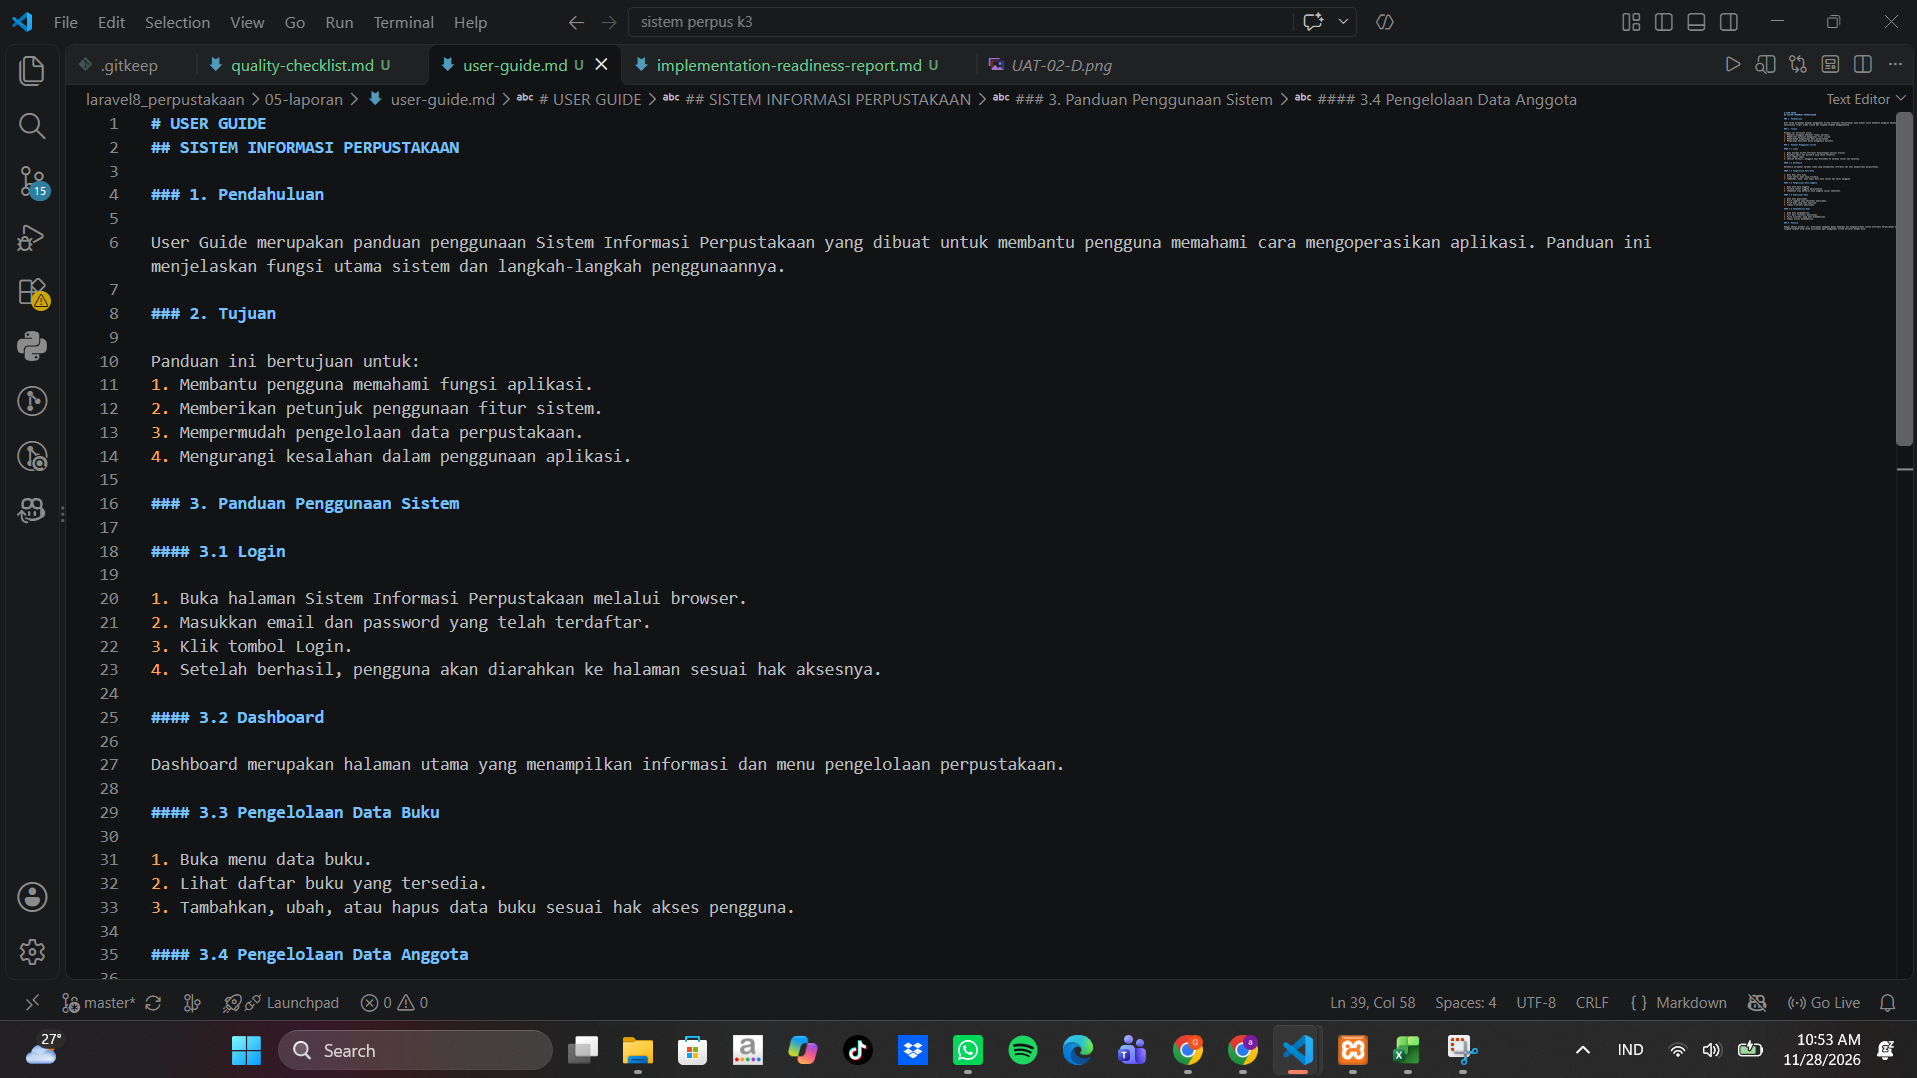 File Edit Selection View Go Run Terminal Help
sistem perpus k3
.gitkeep
quality-checklist.md U
user-guide.md U
implementation-readiness-report.md U
UAT-02-D.png
laravel8_perpustakaan > 05-laporan > user-guide.md > # USER GUIDE > ## SISTEM INFORMASI PERPUSTAKAAN > ### 3. Panduan Penggunaan Sistem > #### 3.4 Pengelolaan Data Anggota
Text Editor
1 # USER GUIDE
2 ## SISTEM INFORMASI PERPUSTAKAAN
3
4 ### 1. Pendahuluan
5
6 User Guide merupakan panduan penggunaan Sistem Informasi Perpustakaan yang dibuat untuk membantu pengguna memahami cara mengoperasikan aplikasi. Panduan ini
menjelaskan fungsi utama sistem dan langkah-langkah penggunaannya.
7
8 ### 2. Tujuan
9
10 Panduan ini bertujuan untuk:
11 1. Membantu pengguna memahami fungsi aplikasi.
12 2. Memberikan petunjuk penggunaan fitur sistem.
13 3. Mempermudah pengelolaan data perpustakaan.
14 4. Mengurangi kesalahan dalam penggunaan aplikasi.
15
16 ### 3. Panduan Penggunaan Sistem
17
18 #### 3.1 Login
19
20 1. Buka halaman Sistem Informasi Perpustakaan melalui browser.
21 2. Masukkan email dan password yang telah terdaftar.
22 3. Klik tombol Login.
23 4. Setelah berhasil, pengguna akan diarahkan ke halaman sesuai hak aksesnya.
24
25 #### 3.2 Dashboard
26
27 Dashboard merupakan halaman utama yang menampilkan informasi dan menu pengelolaan perpustakaan.
28
29 #### 3.3 Pengelolaan Data Buku
30
31 1. Buka menu data buku.
32 2. Lihat daftar buku yang tersedia.
33 3. Tambahkan, ubah, atau hapus data buku sesuai hak akses pengguna.
34
35 #### 3.4 Pengelolaan Data Anggota
36
15
master*
Launchpad
0 0
Ln 39, Col 58
Spaces: 4
UTF-8
CRLF
{ } Markdown
Go Live
27°
Search
IND
10:53 AM
11/28/2026